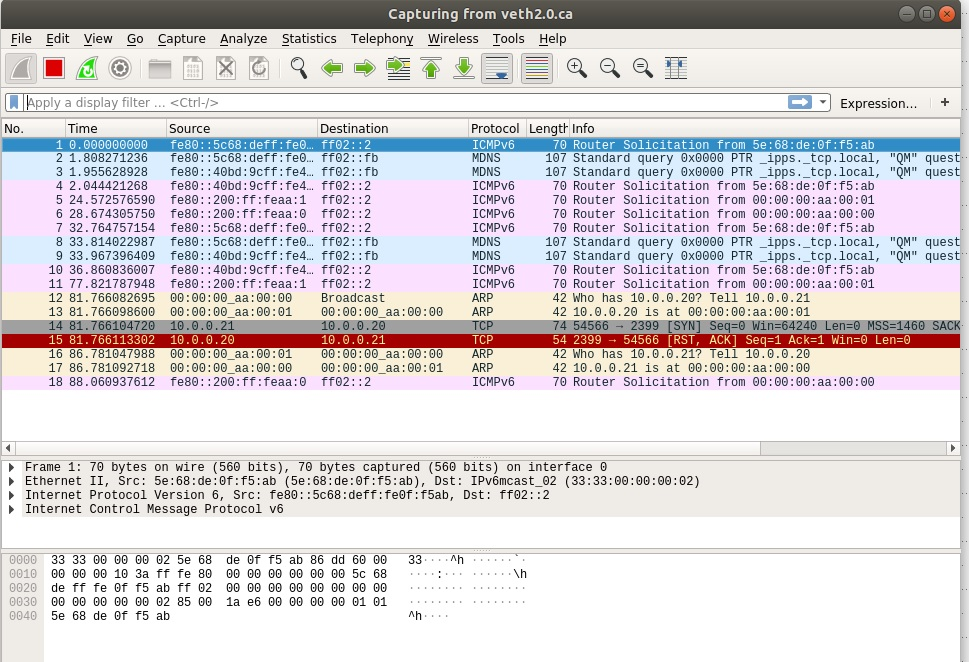 Capturing from veth2.0.ca
File Edit View Go Capture Analyze Statistics Telephony Wireless Tools Help
Apply a display filter … <Ctrl-/> Expression… +
No. Time Source Destination Protocol Length Info
1 0.000000000 fe80::5c68:deff:fe0… ff02::2 ICMPv6 70 Router Solicitation from 5e:68:de:0f:f5:ab
2 1.808271236 fe80::5c68:deff:fe0… ff02::fb MDNS 107 Standard query 0x0000 PTR _ipps._tcp.local, "QM" quest
3 1.955628928 fe80::40bd:9cff:fe4… ff02::fb MDNS 107 Standard query 0x0000 PTR _ipps._tcp.local, "QM" quest
4 2.044421268 fe80::40bd:9cff:fe4… ff02::2 ICMPv6 70 Router Solicitation from 5e:68:de:0f:f5:ab
5 24.572576590 fe80::200:ff:feaa:1 ff02::2 ICMPv6 70 Router Solicitation from 00:00:00:aa:00:01
6 28.674305750 fe80::200:ff:feaa:0 ff02::2 ICMPv6 70 Router Solicitation from 00:00:00:aa:00:00
7 32.764757154 fe80::5c68:deff:fe0… ff02::2 ICMPv6 70 Router Solicitation from 5e:68:de:0f:f5:ab
8 33.814022987 fe80::5c68:deff:fe0… ff02::fb MDNS 107 Standard query 0x0000 PTR _ipps._tcp.local, "QM" quest
9 33.967396409 fe80::40bd:9cff:fe4… ff02::fb MDNS 107 Standard query 0x0000 PTR _ipps._tcp.local, "QM" quest
10 36.860836007 fe80::40bd:9cff:fe4… ff02::2 ICMPv6 70 Router Solicitation from 5e:68:de:0f:f5:ab
11 77.821787948 fe80::200:ff:feaa:1 ff02::2 ICMPv6 70 Router Solicitation from 00:00:00:aa:00:01
12 81.766082695 00:00:00_aa:00:00 Broadcast ARP 42 Who has 10.0.0.20? Tell 10.0.0.21
13 81.766098600 00:00:00_aa:00:01 00:00:00_aa:00:00 ARP 42 10.0.0.20 is at 00:00:00:aa:00:01
14 81.766104720 10.0.0.21 10.0.0.20 TCP 74 54566 → 2399 [SYN] Seq=0 Win=64240 Len=0 MSS=1460 SACK
15 81.766113302 10.0.0.20 10.0.0.21 TCP 54 2399 → 54566 [RST, ACK] Seq=1 Ack=1 Win=0 Len=0
16 86.781047988 00:00:00_aa:00:01 00:00:00_aa:00:00 ARP 42 Who has 10.0.0.21? Tell 10.0.0.20
17 86.781092718 00:00:00_aa:00:00 00:00:00_aa:00:01 ARP 42 10.0.0.21 is at 00:00:00:aa:00:00
18 88.060937612 fe80::200:ff:feaa:0 ff02::2 ICMPv6 70 Router Solicitation from 00:00:00:aa:00:00
Frame 1: 70 bytes on wire (560 bits), 70 bytes captured (560 bits) on interface 0
Ethernet II, Src: 5e:68:de:0f:f5:ab (5e:68:de:0f:f5:ab), Dst: IPv6mcast_02 (33:33:00:00:00:02)
Internet Protocol Version 6, Src: fe80::5c68:deff:fe0f:f5ab, Dst: ff02::2
Internet Control Message Protocol v6
0000 33 33 00 00 00 02 5e 68 de 0f f5 ab 86 dd 60 00 33····^h ······`·
0010 00 00 00 10 3a ff fe 80 00 00 00 00 00 00 5c 68 ····:··· ······\h
0020 de ff fe 0f f5 ab ff 02 00 00 00 00 00 00 00 00 ········ ········
0030 00 00 00 00 00 02 85 00 1a e6 00 00 00 00 01 01 ········ ········
0040 5e 68 de 0f f5 ab ^h····